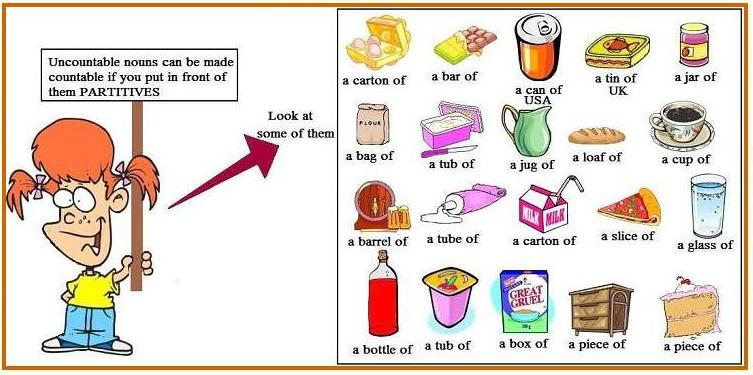 Uncountable nouns can be made
countable if you put in front of
them PARTITIVES
Look at
some of them
a carton of
a bar of
a can of
USA
a tin of
UK
a jar of
FLOUR
a bag of
a tub of
a jug of
a loaf of
a cup of
a barrel of
a tube of
MILK MILK
a carton of
a slice of
a glass of
a bottle of
a tub of
GREAT
GRUEL
a box of
a piece of
a piece of